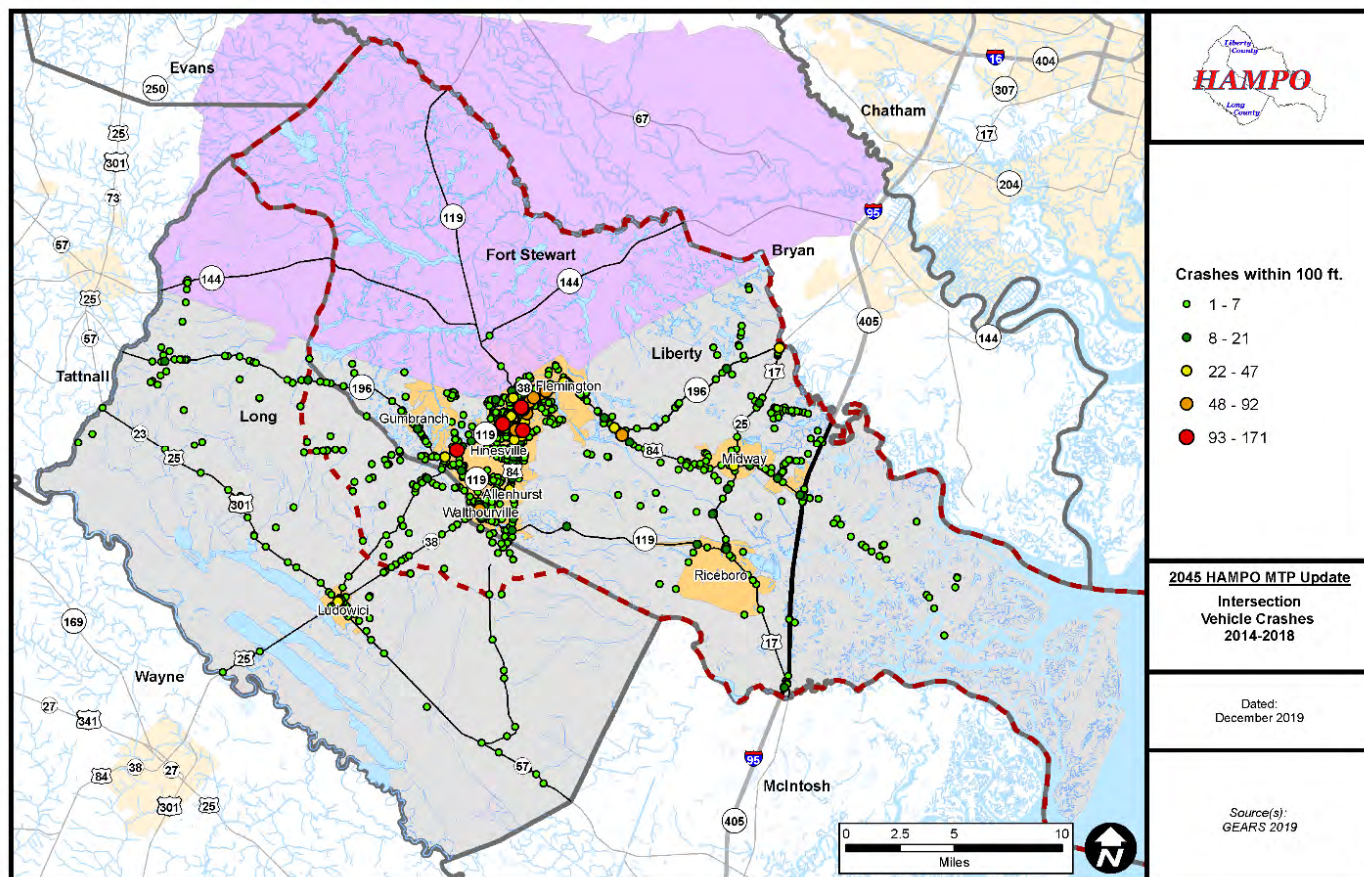 Evans
250
25
301
73
57
25
57
Tattnall
144
119
Fort Stewart
144
67
Chatham
16
404
307
17
204
95
Bryan
405
144
Liberty
17
196
25
38
Flemington
196
Gumbranch
119
Hinesville
84
119
Allenhurst
Walthourville
84
Midway
Long
23
25
301
38
119
Riceboro
17
Ludowici
169
Wayne
25
27
341
84
38
27
301
25
57
95
McIntosh
405
0 2.5 5 10
Miles
N
Liberty
County
HAMPO
Long
County
Crashes within 100 ft.
1 - 7
8 - 21
22 - 47
48 - 92
93 - 171
2045 HAMPO MTP Update
Intersection
Vehicle Crashes
2014-2018
Dated:
December 2019
Source(s):
GEARS 2019